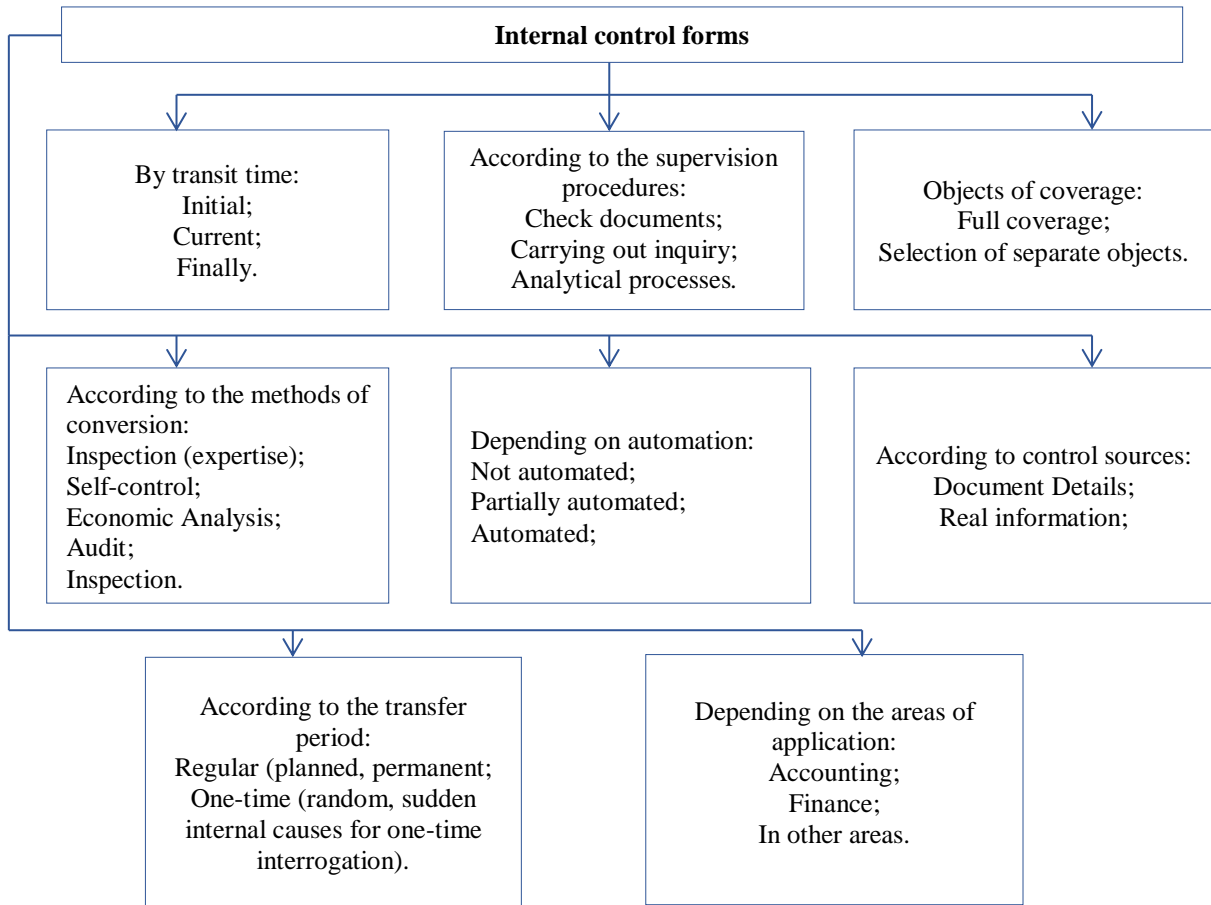 Internal control forms
By transit time:
Initial;
Current;
Finally.
According to the supervision
procedures:
Check documents;
Carrying out inquiry;
Analytical processes.
Objects of coverage:
Full coverage;
Selection of separate objects.
According to the methods of
conversion:
Inspection (expertise);
Self-control;
Economic Analysis;
Audit;
Inspection.
Depending on automation:
Not automated;
Partially automated;
Automated;
According to control sources:
Document Details;
Real information;
According to the transfer
period:
Regular (planned, permanent;
One-time (random, sudden
internal causes for one-time
interrogation).
Depending on the areas of
application:
Accounting;
Finance;
In other areas.